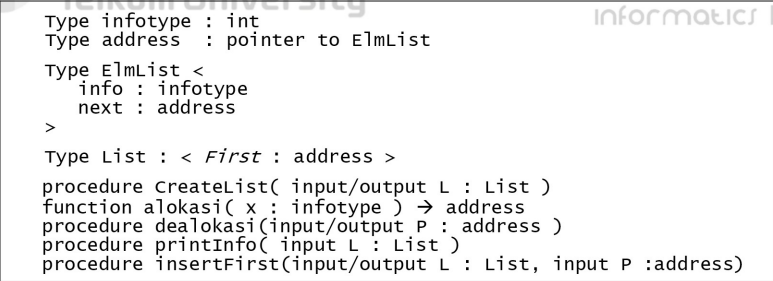 Telkom University
informatics
Type infotype : int
Type address : pointer to ElmList
Type ElmList <
info : infotype
next : address
>
Type List : < First : address >
procedure CreateList( input/output L : List )
function alokasi( x : infotype ) → address
procedure dealokasi(input/output P : address )
procedure printInfo( input L : List )
procedure insertFirst(input/output L : List, input P :address)